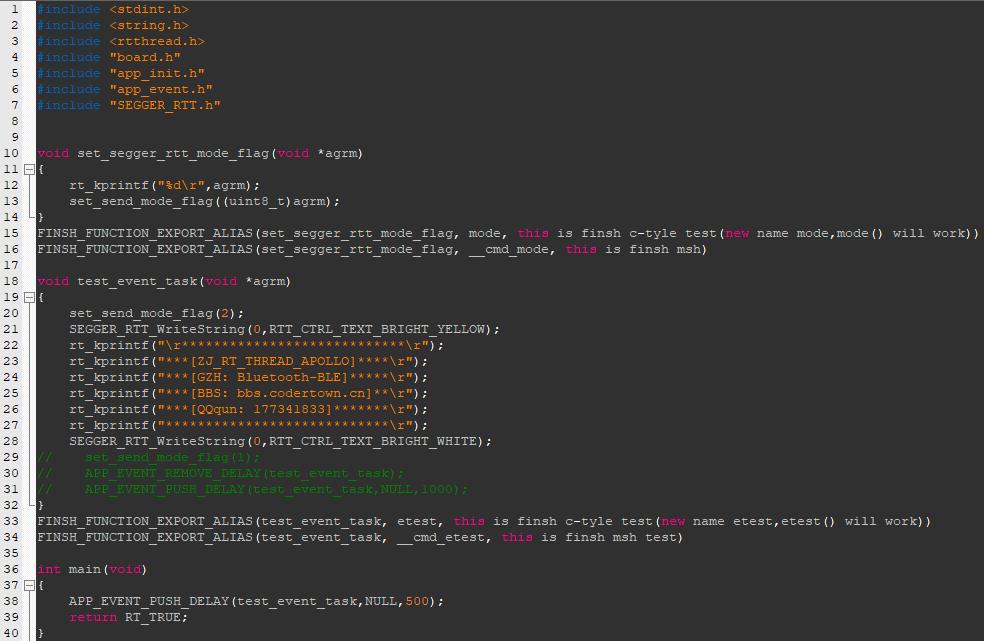 1 #include <stdint.h>
2 #include <string.h>
3 #include <rtthread.h>
4 #include "board.h"
5 #include "app_init.h"
6 #include "app_event.h"
7 #include "SEGGER_RTT.h"
8
9
10 void set_segger_rtt_mode_flag(void *agrm)
11 {
12     rt_kprintf("%d\r",agrm);
13     set_send_mode_flag((uint8_t)agrm);
14 }
15 FINSH_FUNCTION_EXPORT_ALIAS(set_segger_rtt_mode_flag, mode, this is finsh c-tyle test(new name mode,mode() will work))
16 FINSH_FUNCTION_EXPORT_ALIAS(set_segger_rtt_mode_flag, __cmd_mode, this is finsh msh)
17
18 void test_event_task(void *agrm)
19 {
20     set_send_mode_flag(2);
21     SEGGER_RTT_WriteString(0,RTT_CTRL_TEXT_BRIGHT_YELLOW);
22     rt_kprintf("\r****************************\r");
23     rt_kprintf("***[ZJ_RT_THREAD_APOLLO]****\r");
24     rt_kprintf("***[GZH: Bluetooth-BLE]*****\r");
25     rt_kprintf("***[BBS: bbs.codertown.cn]**\r");
26     rt_kprintf("***[QQqun: 177341833]*******\r");
27     rt_kprintf("****************************\r");
28     SEGGER_RTT_WriteString(0,RTT_CTRL_TEXT_BRIGHT_WHITE);
29 //    set_send_mode_flag(1);
30 //    APP_EVENT_REMOVE_DELAY(test_event_task);
31 //    APP_EVENT_PUSH_DELAY(test_event_task,NULL,1000);
32 }
33 FINSH_FUNCTION_EXPORT_ALIAS(test_event_task, etest, this is finsh c-tyle test(new name etest,etest() will work))
34 FINSH_FUNCTION_EXPORT_ALIAS(test_event_task, __cmd_etest, this is finsh msh test)
35
36 int main(void)
37 {
38     APP_EVENT_PUSH_DELAY(test_event_task,NULL,500);
39     return RT_TRUE;
40 }